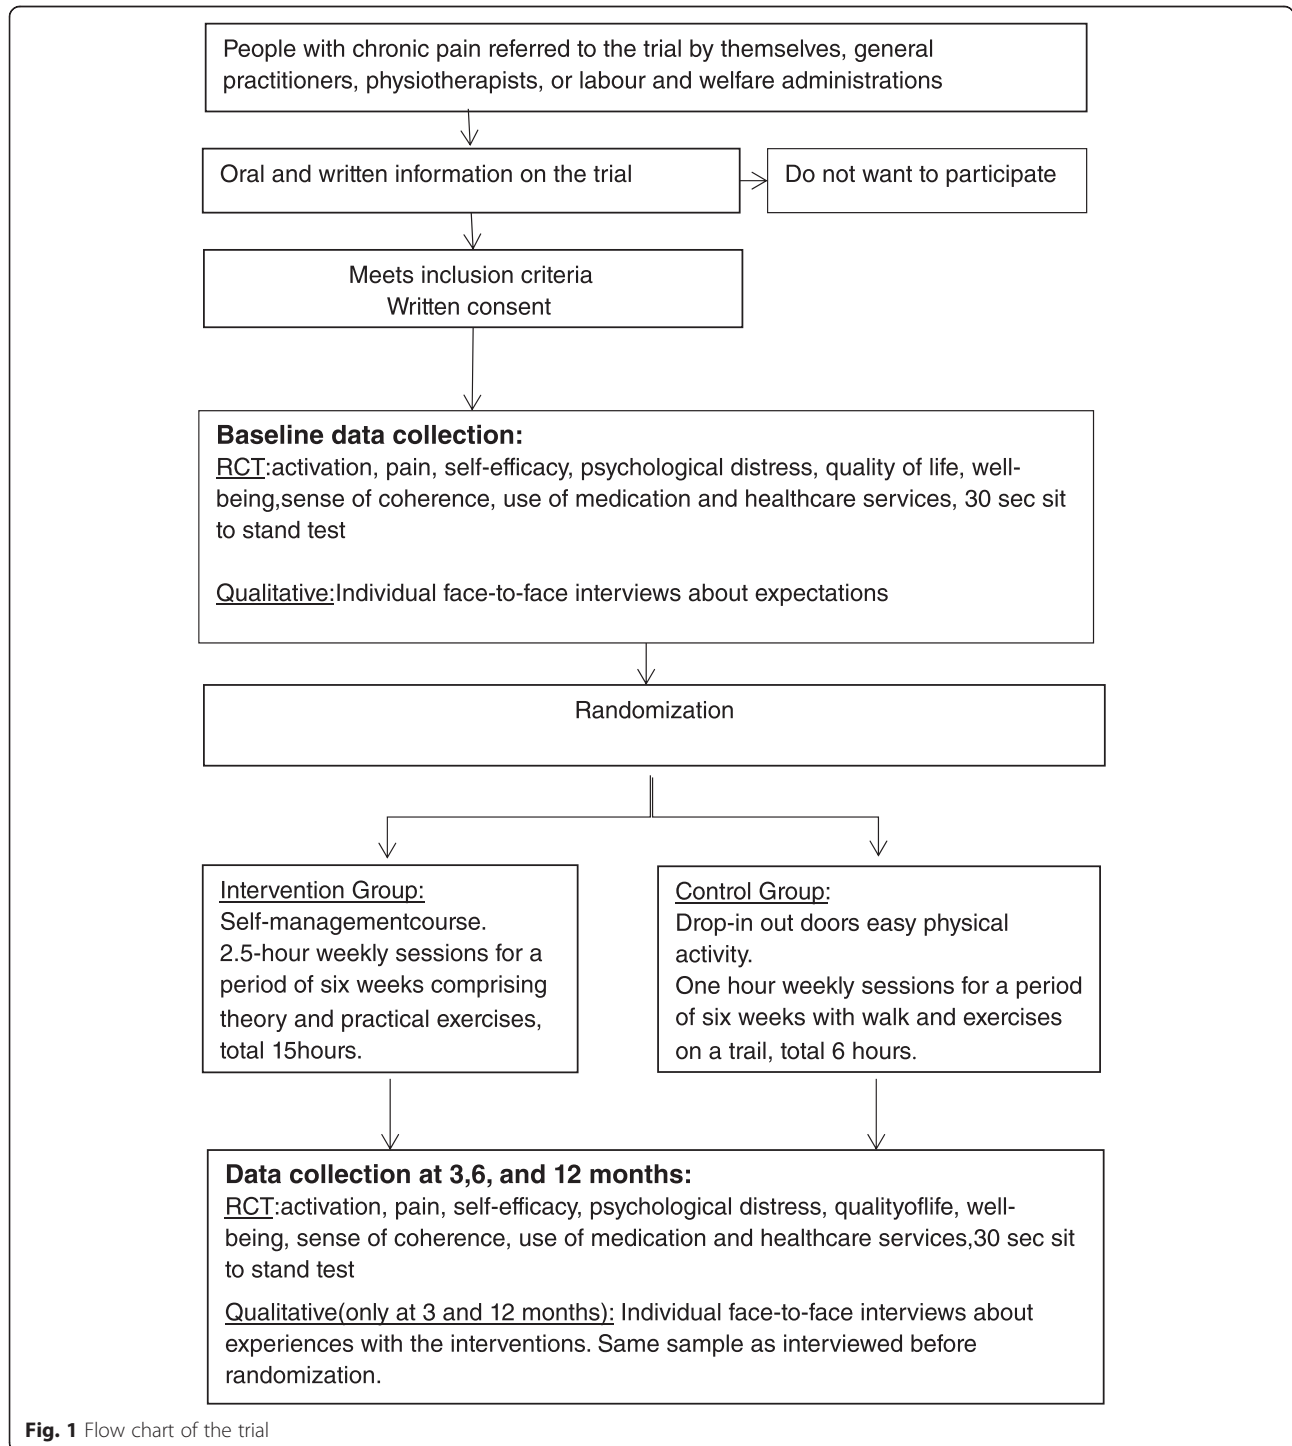 People with chronic pain referred to the trial by themselves, general
practitioners, physiotherapists, or labour and welfare administrations
Oral and written information on the trial
Do not want to participate
Meets inclusion criteria
Written consent
Baseline data collection:
RCT:activation, pain, self-efficacy, psychological distress, quality of life, well-
being,sense of coherence, use of medication and healthcare services, 30 sec sit
to stand test
Qualitative:Individual face-to-face interviews about expectations
Randomization
Intervention Group:
Self-managementcourse.
2.5-hour weekly sessions for a
period of six weeks comprising
theory and practical exercises,
total 15hours.
Control Group:
Drop-in out doors easy physical
activity.
One hour weekly sessions for a period
of six weeks with walk and exercises
on a trail, total 6 hours.
Data collection at 3,6, and 12 months:
RCT:activation, pain, self-efficacy, psychological distress, qualityoflife, well-
being, sense of coherence, use of medication and healthcare services,30 sec sit
to stand test
Qualitative(only at 3 and 12 months): Individual face-to-face interviews about
experiences with the interventions. Same sample as interviewed before
randomization.
Fig. 1 Flow chart of the trial